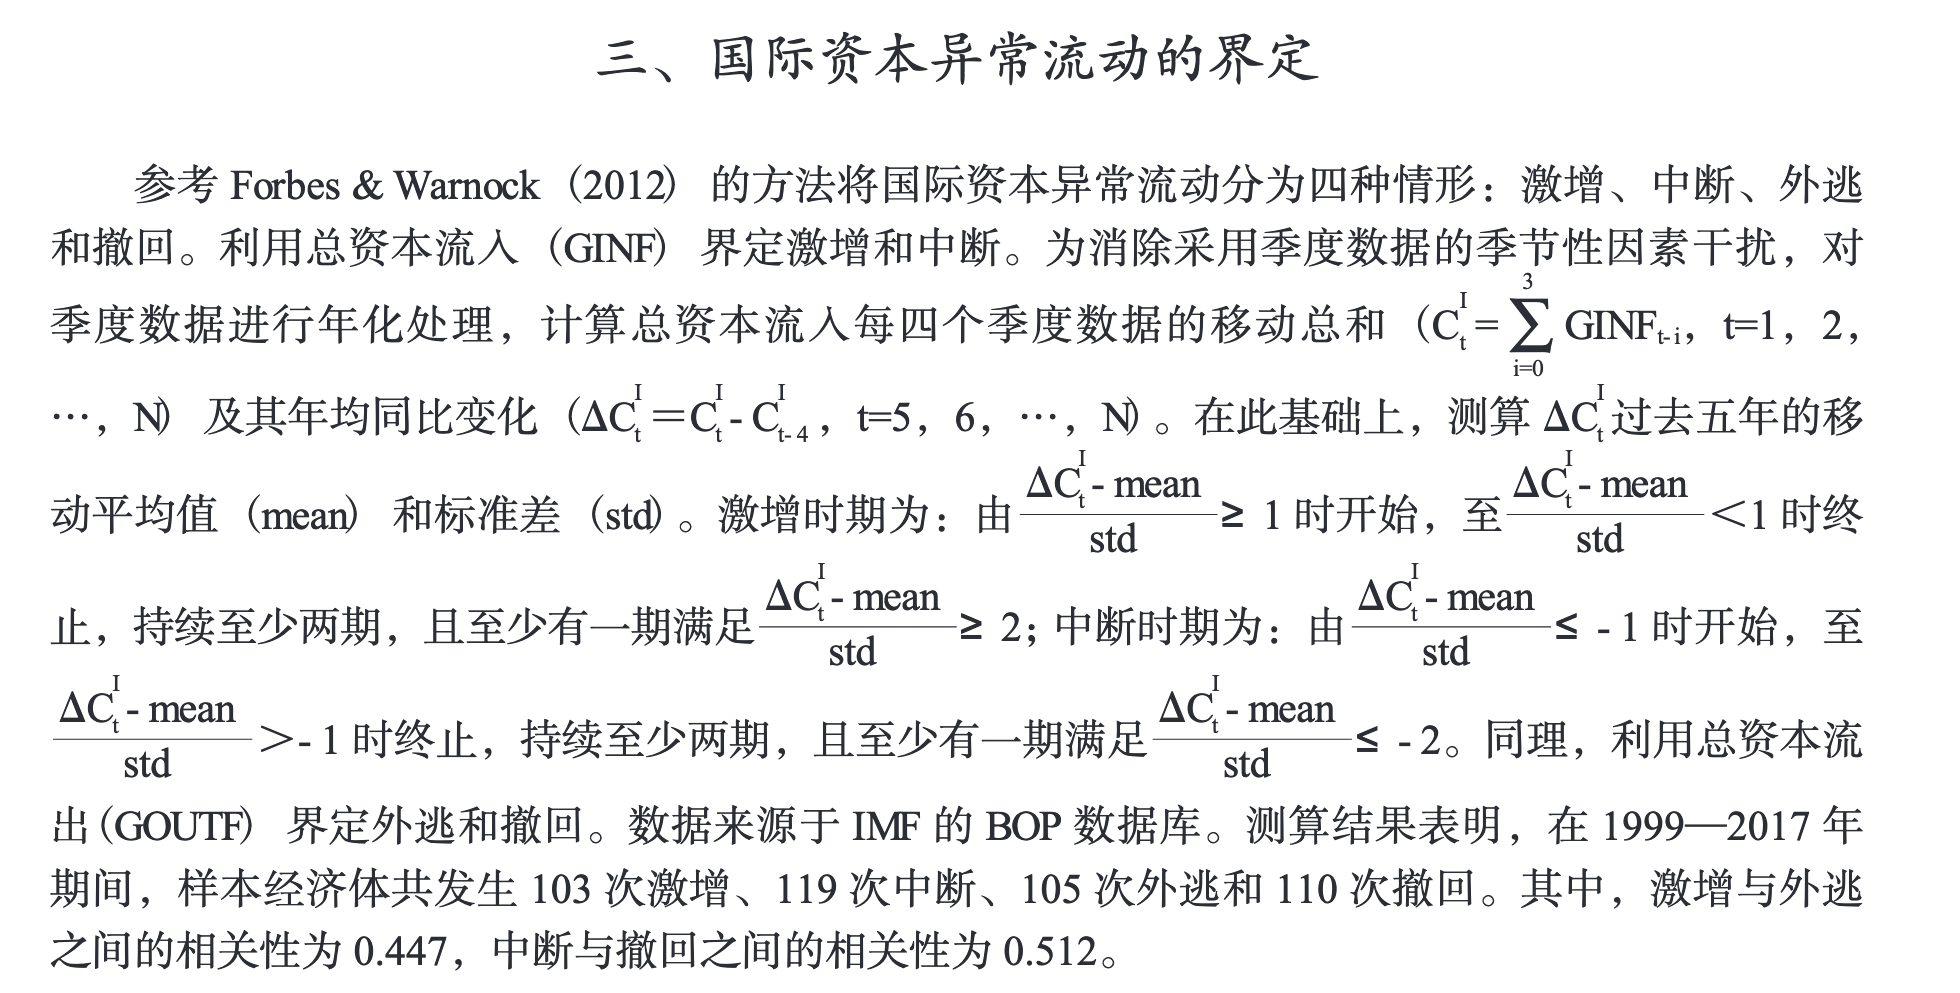 三、国际资本异常流动的界定
参考 Forbes & Warnock（2012）的方法将国际资本异常流动分为四种情形：激增、中断、外逃
和撤回。利用总资本流入（GINF）界定激增和中断。为消除采用季度数据的季节性因素干扰，对
季度数据进行年化处理，计算总资本流入每四个季度数据的移动总和（$C_t^I=\sum_{i=0}^{3}GINF_{t-i}$，t=1，2，
…，N）及其年均同比变化（$\Delta C_t^I=C_t^I-C_{t-4}^I$，t=5，6，…，N）。在此基础上，测算 $\Delta C_t^I$ 过去五年的移
动平均值（mean）和标准差（std）。激增时期为：由 $\frac{\Delta C_t^I-mean}{std}$ ≥ 1 时开始，至 $\frac{\Delta C_t^I-mean}{std}$ ＜1 时终
止，持续至少两期，且至少有一期满足 $\frac{\Delta C_t^I-mean}{std}$ ≥ 2；中断时期为：由 $\frac{\Delta C_t^I-mean}{std}$ ≤ -1 时开始，至
$\frac{\Delta C_t^I-mean}{std}$ ＞-1 时终止，持续至少两期，且至少有一期满足 $\frac{\Delta C_t^I-mean}{std}$ ≤ -2。同理，利用总资本流
出（GOUTF）界定外逃和撤回。数据来源于 IMF 的 BOP 数据库。测算结果表明，在 1999—2017 年
期间，样本经济体共发生 103 次激增、119 次中断、105 次外逃和 110 次撤回。其中，激增与外逃
之间的相关性为 0.447，中断与撤回之间的相关性为 0.512。